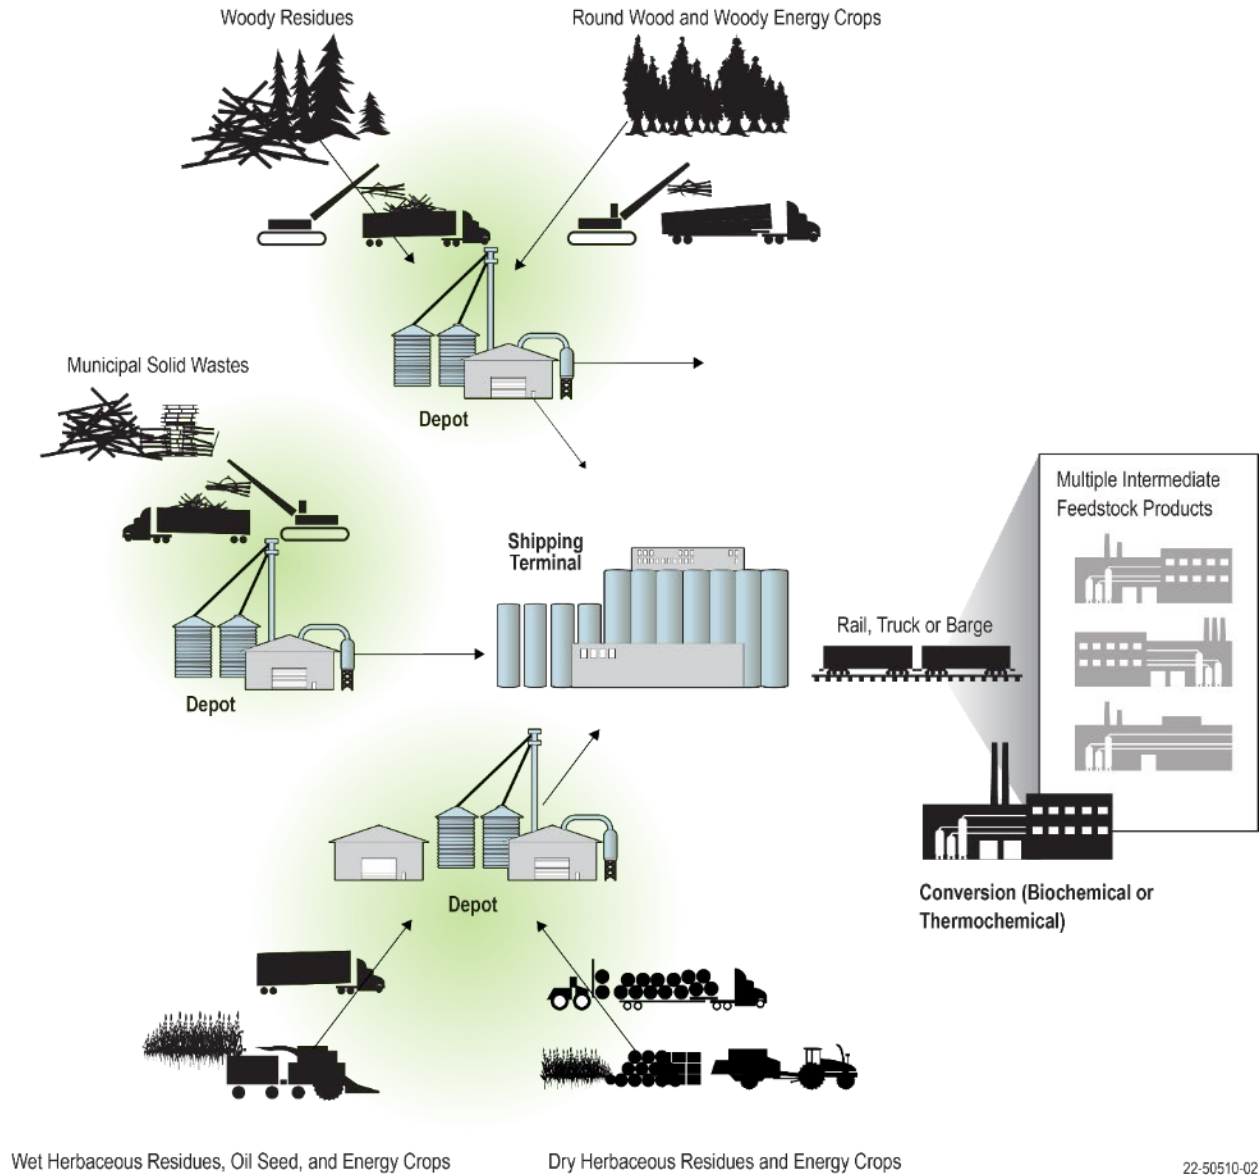 Woody Residues
Round Wood and Woody Energy Crops
Municipal Solid Wastes
Depot
Depot
Shipping
Terminal
Rail, Truck or Barge
Multiple Intermediate
Feedstock Products
Depot
Conversion (Biochemical or
Thermochemical)
Wet Herbaceous Residues, Oil Seed, and Energy Crops
Dry Herbaceous Residues and Energy Crops
22-50510-02